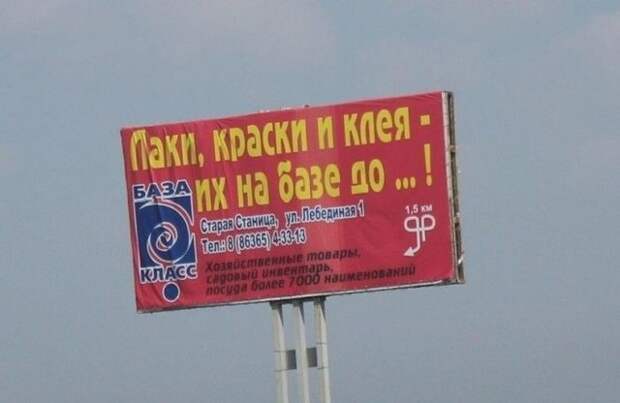 Лаки, краски и клея -
их на базе до ... !
БАЗА
КЛАСС
Старая Станица, ул. Лебединая 1
Тел.: 8 (86365) 4-33-13
Хозяйственные товары,
садовый инвентарь,
посуда более 7000 наименований
1,5 км